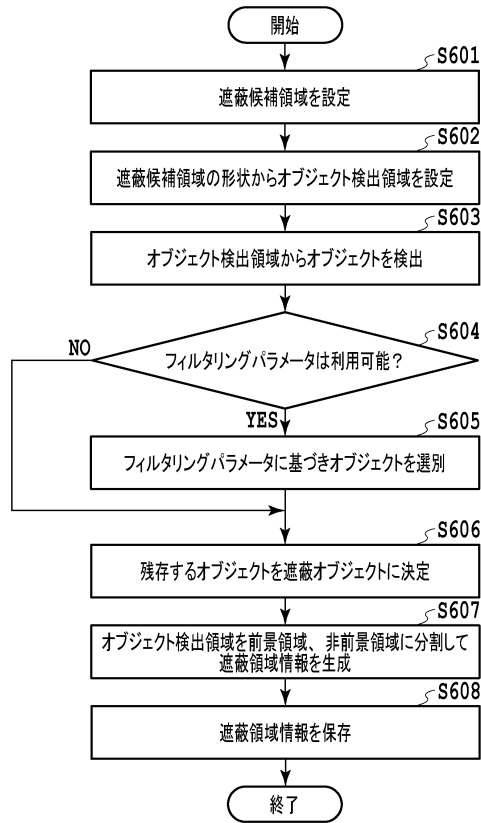 開始
S601
遮蔽候補領域を設定
S602
遮蔽候補領域の形状からオブジェクト検出領域を設定
S603
オブジェクト検出領域からオブジェクトを検出
S604
フィルタリングパラメータは利用可能？
NO
YES
S605
フィルタリングパラメータに基づきオブジェクトを選別
S606
残存するオブジェクトを遮蔽オブジェクトに決定
S607
オブジェクト検出領域を前景領域、非前景領域に分割して
遮蔽領域情報を生成
S608
遮蔽領域情報を保存
終了